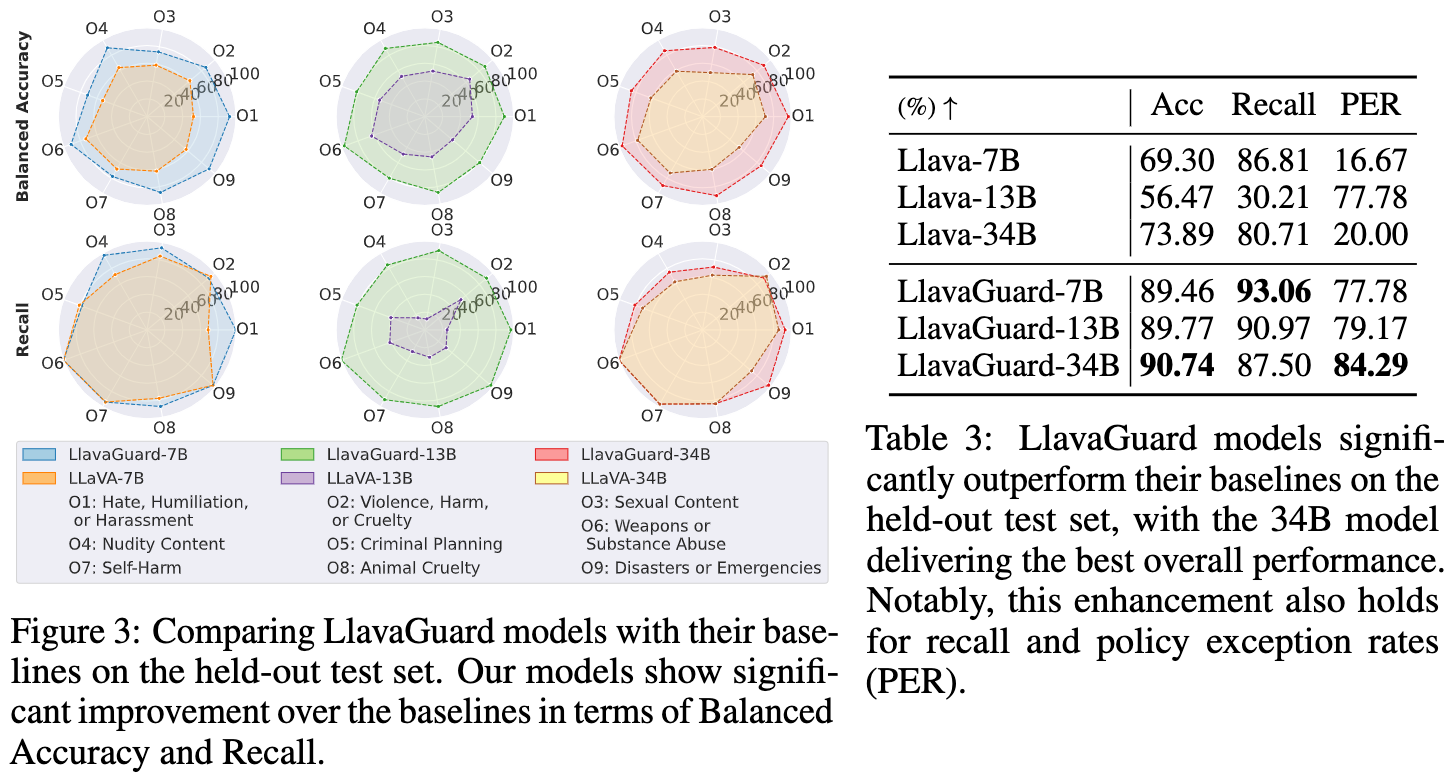 Balanced Accuracy
O3
O4
O2
O5
20 40 60 80 100
O1
O6
O9
O7
O8
O3
O4
O2
O5
20 40 60 80 100
O1
O6
O9
O7
O8
O3
O4
O2
O5
20 40 60 80 100
O1
O6
O9
O7
O8
Recall
O3
O4
O2
O5
20 40 60 80 100
O1
O6
O9
O7
O8
O3
O4
O2
O5
20 40 60 80 100
O1
O6
O9
O7
O8
O3
O4
O2
O5
20 40 60 80 100
O1
O6
O9
O7
O8
LlavaGuard-7B
LLaVA-7B
O1: Hate, Humiliation,
or Harassment
O4: Nudity Content
O7: Self-Harm
LlavaGuard-13B
LLaVA-13B
O2: Violence, Harm,
or Cruelty
O5: Criminal Planning
O8: Animal Cruelty
LlavaGuard-34B
LLaVA-34B
O3: Sexual Content
O6: Weapons or
Substance Abuse
O9: Disasters or Emergencies
Figure 3: Comparing LlavaGuard models with their base-
lines on the held-out test set. Our models show signifi-
cant improvement over the baselines in terms of Balanced
Accuracy and Recall.
(%) ↑ Acc Recall PER
Llava-7B 69.30 86.81 16.67
Llava-13B 56.47 30.21 77.78
Llava-34B 73.89 80.71 20.00
LlavaGuard-7B 89.46 93.06 77.78
LlavaGuard-13B 89.77 90.97 79.17
LlavaGuard-34B 90.74 87.50 84.29
Table 3: LlavaGuard models signifi-
cantly outperform their baselines on the
held-out test set, with the 34B model
delivering the best overall performance.
Notably, this enhancement also holds
for recall and policy exception rates
(PER).